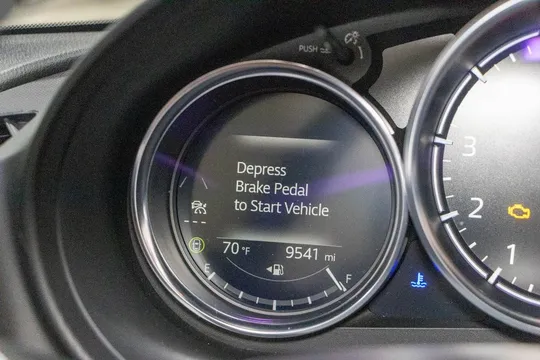 PUSH
Depress
Brake Pedal
to Start Vehicle
70 °F 9541 mi
E F
3
2
1